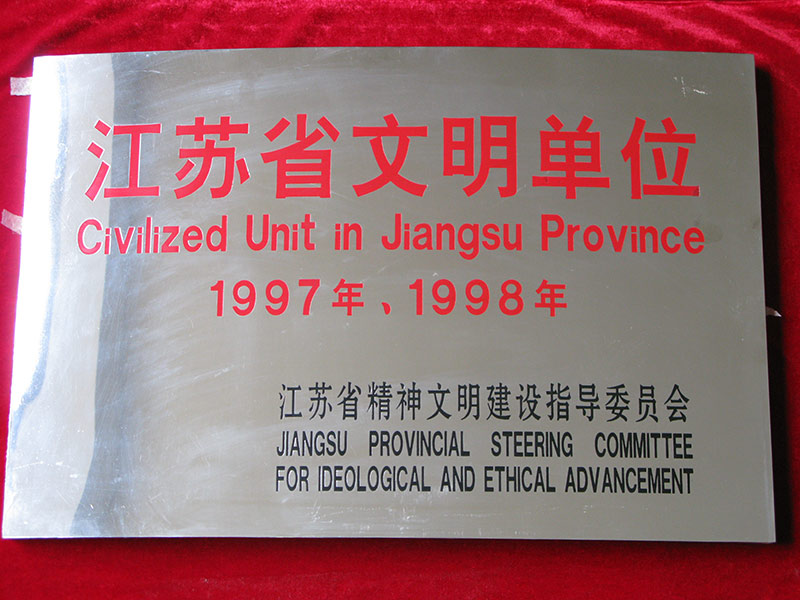 江苏省文明单位
Civilized Unit in Jiangsu Province
1997年、1998年
江苏省精神文明建设指导委员会
JIANGSU PROVINCIAL STEERING COMMITTEE
FOR IDEOLOGICAL AND ETHICAL ADVANCEMENT